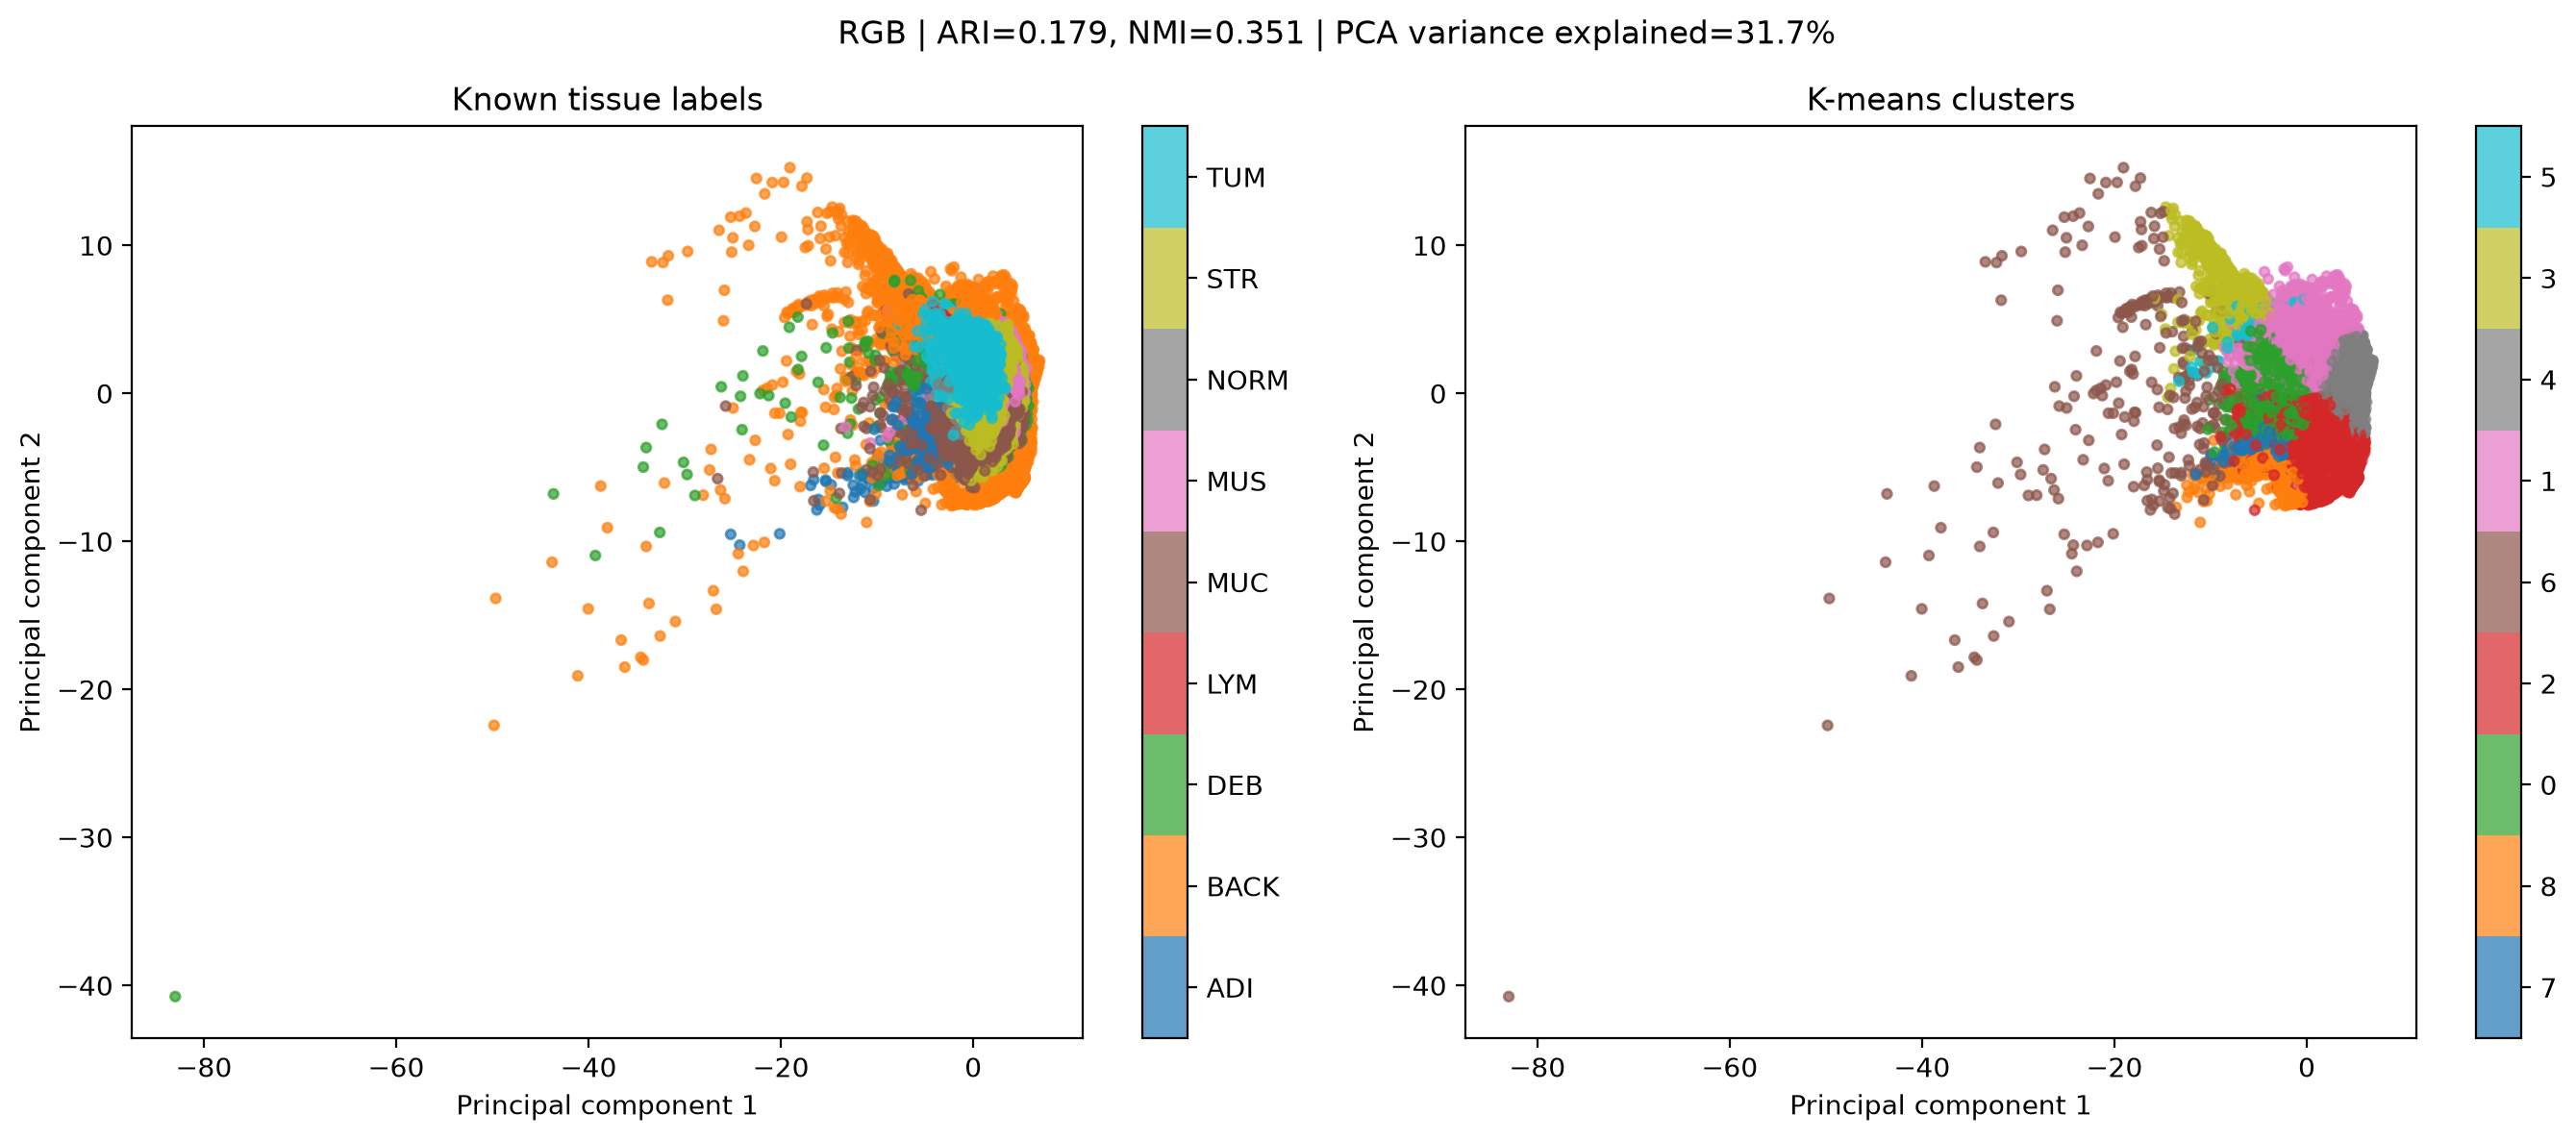 RGB | ARI=0.179, NMI=0.351 | PCA variance explained=31.7%
Known tissue labels
Principal component 2
10
0
−10
−20
−30
−40
−80
−60
−40
−20
0
Principal component 1
TUM
STR
NORM
MUS
MUC
LYM
DEB
BACK
ADI
K-means clusters
Principal component 2
10
0
−10
−20
−30
−40
−80
−60
−40
−20
0
Principal component 1
5
3
4
1
6
2
0
8
7